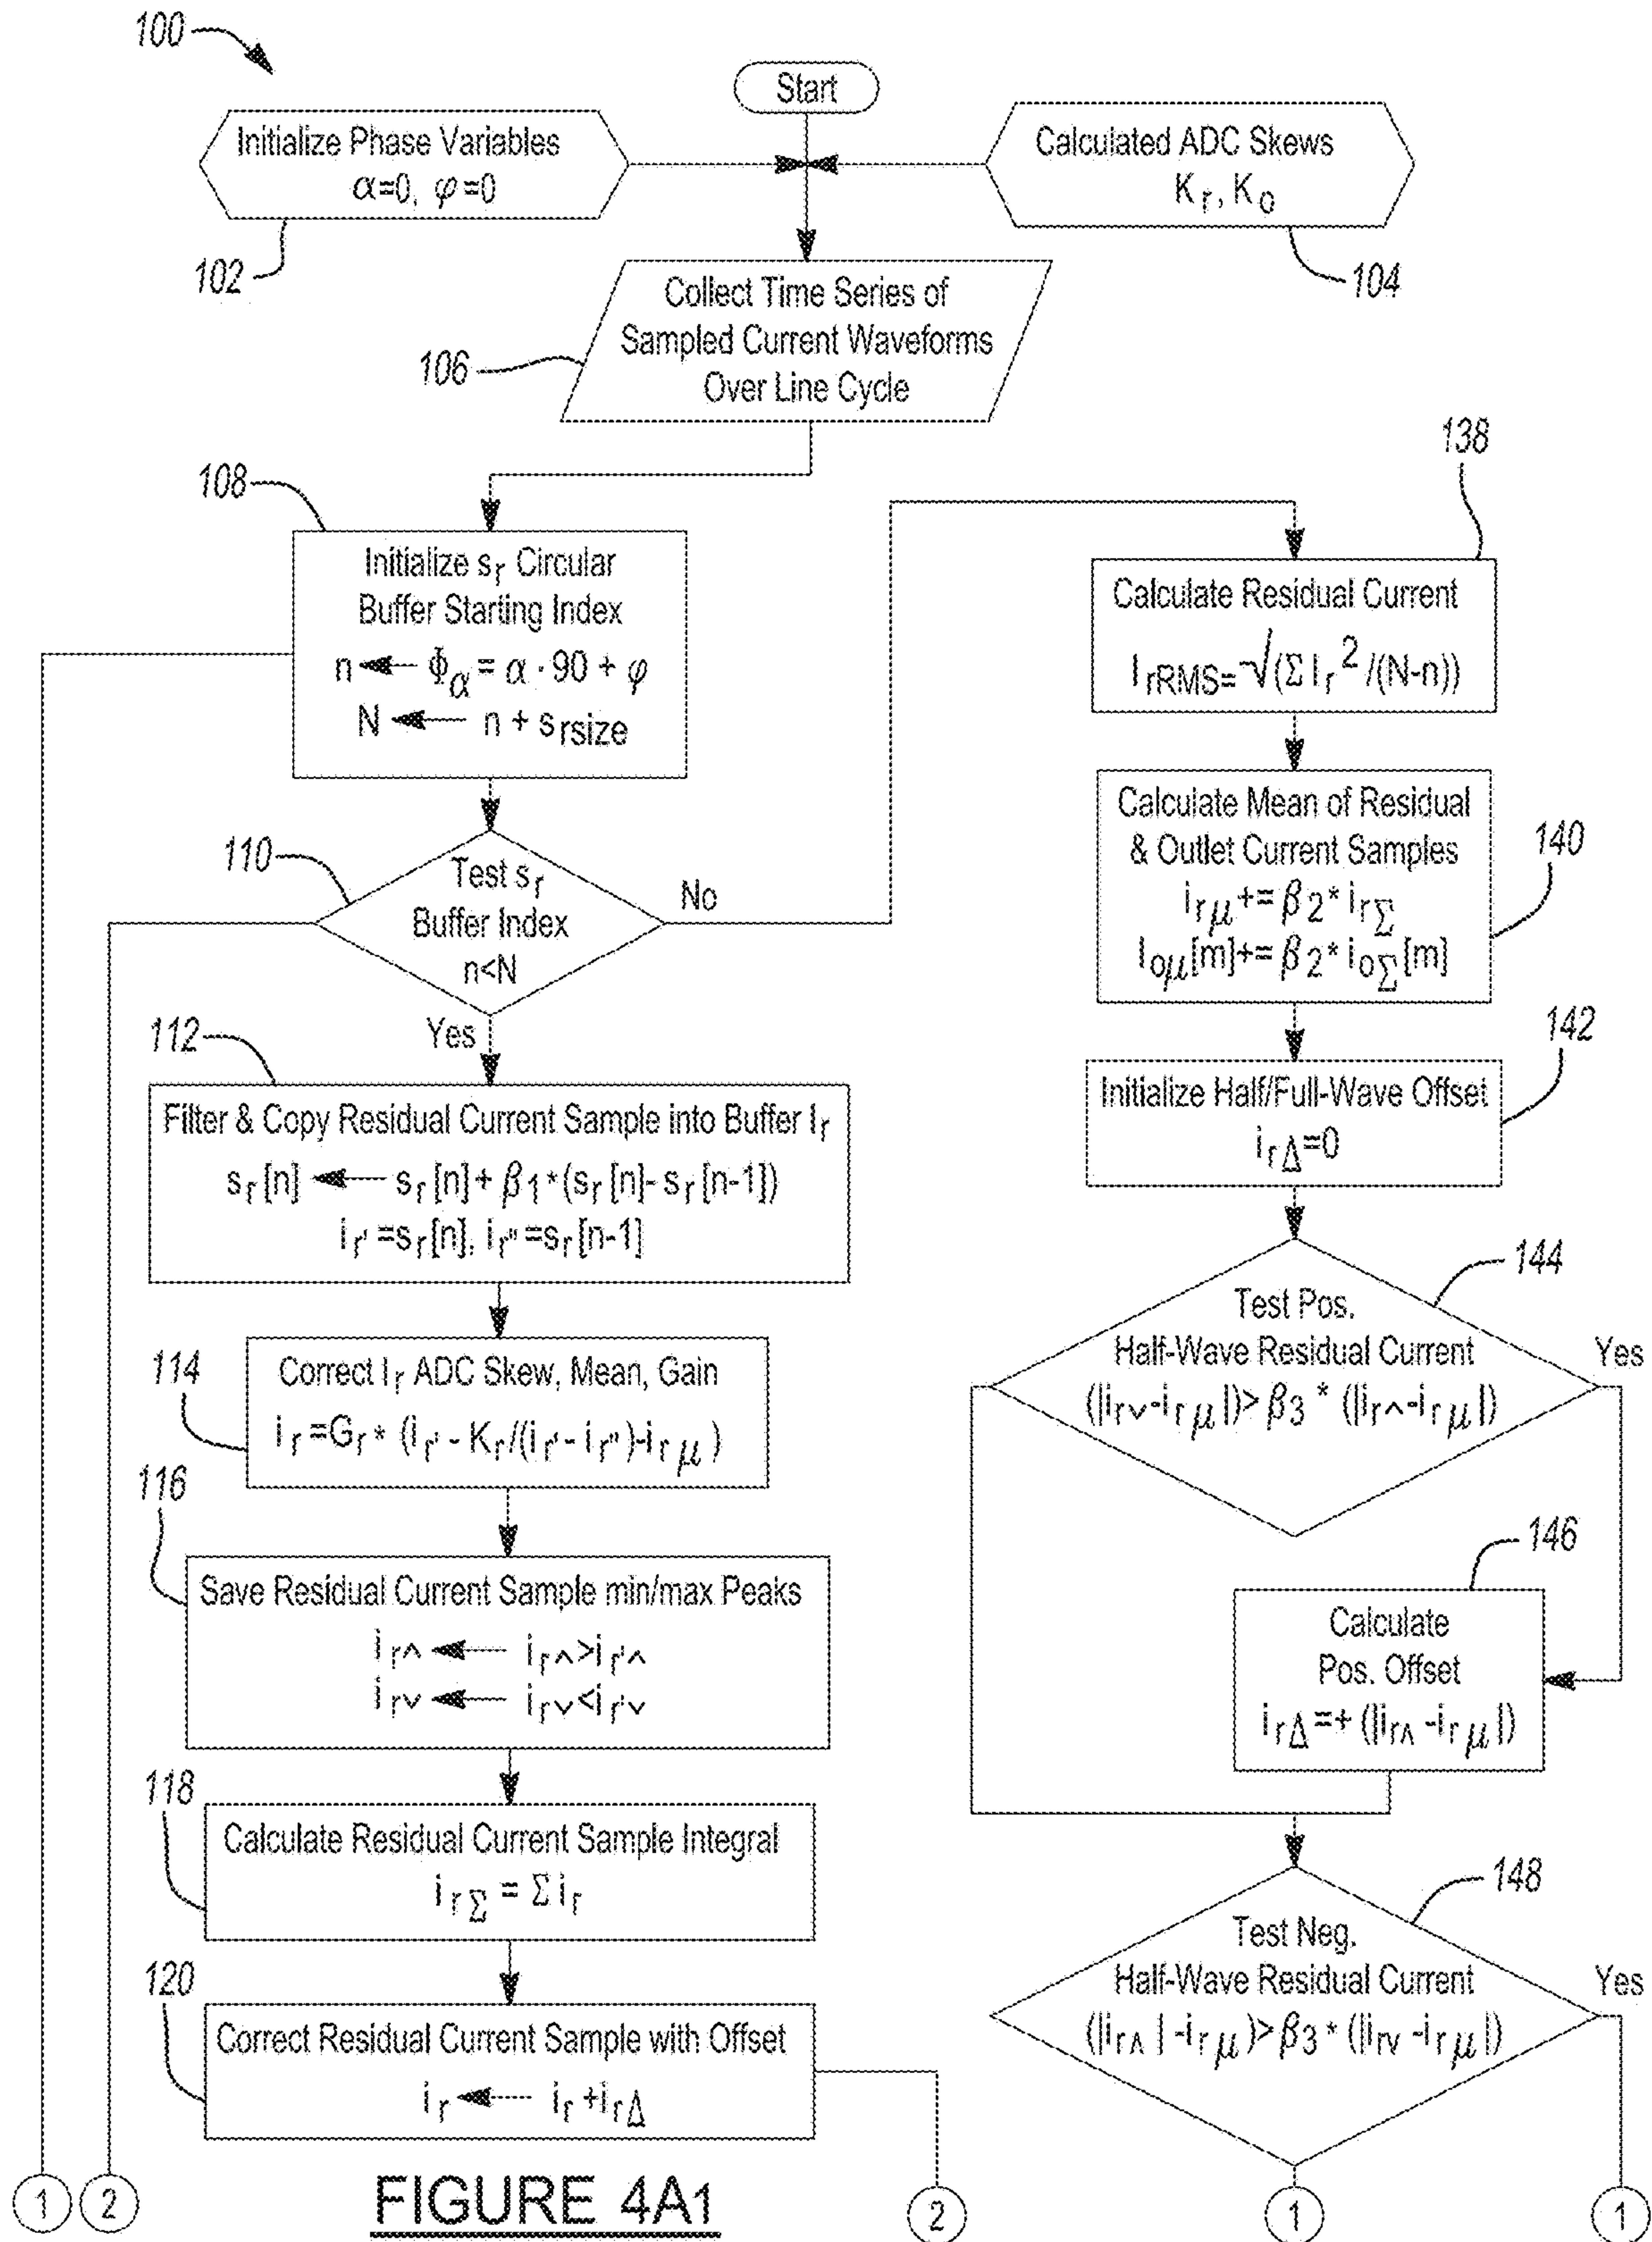 100
Start
Initialize Phase Variables
α=0, φ=0
102
Calculated ADC Skews
Kr, Ko
104
Collect Time Series of
Sampled Current Waveforms
Over Line Cycle
106
108
Initialize sr Circular
Buffer Starting Index
n ← Φα = α · 90 + φ
N ← n + srsize
110
Test sr
Buffer Index
n<N
No
Yes
112
Filter & Copy Residual Current Sample into Buffer Ir
sr[n] ← sr[n]+ β1*(sr[n]- sr[n-1])
ir' =sr[n], ir'' =sr[n-1]
114
Correct Ir ADC Skew, Mean, Gain
ir =Gr* (ir' - Kr/(ir' - ir'')-irμ)
116
Save Residual Current Sample min/max Peaks
ir∧ ← ir∧>ir'∧
ir∨ ← ir∨<ir'∨
118
Calculate Residual Current Sample Integral
irΣ = Σ ir
120
Correct Residual Current Sample with Offset
ir ← ir +irΔ
138
Calculate Residual Current
IrRMS=√(Σ Ir²/(N-n))
Calculate Mean of Residual
& Outlet Current Samples
irμ += β2* irΣ
Ioμ[m]+= β2* ioΣ[m]
140
142
Initialize Half/Full-Wave Offset
irΔ=0
144
Test Pos.
Half-Wave Residual Current
(|ir∨-irμ|)> β3 * (|ir∧-irμ|)
Yes
146
Calculate
Pos. Offset
irΔ=+ (|ir∧ -irμ|)
148
Test Neg.
Half-Wave Residual Current
(|ir∧| -irμ)> β3* (|irv -irμ|)
Yes
1
2
2
1
1
FIGURE 4A1